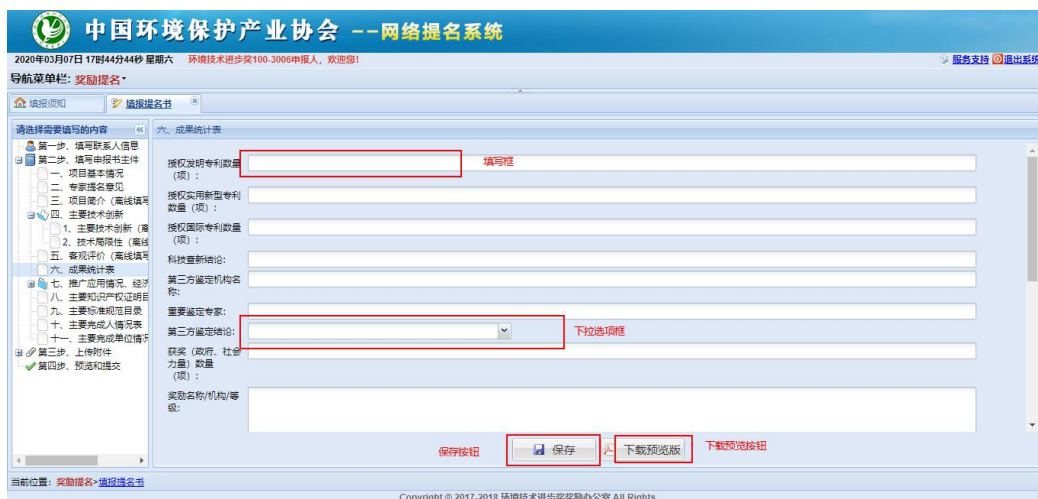 中国环境保护产业协会 --网络提名系统
2020年03月07日 17时44分44秒 星期六 环境技术进步奖100-3006申报人，欢迎您!
服务支持 退出系统
导航菜单栏: 奖励提名
填报须知 填报提名书
请选择需要填写的内容
六、成果统计表
第一步、填写联系人信息
第二步、填写申报书主件
一、项目基本情况
二、专家提名意见
三、项目简介（离线填写
四、主要技术创新
1、主要技术创新（离
2、技术局限性（离线
五、客观评价（离线填写
六、成果统计表
七、推广应用情况、经济
八、主要知识产权证明目
九、主要标准规范目录
十、主要完成人情况表
十一、主要完成单位情况
第三步、上传附件
第四步、预览和提交
授权发明专利数量
（项）:
填写框
授权实用新型专利
数量（项）:
授权国际专利数量
（项）:
科技查新结论:
第三方鉴定机构名
称:
重要鉴定专家:
第三方鉴定结论:
下拉选项框
获奖（政府、社会
力量）数量
（项）:
奖励名称/机构/等
级:
保存按钮
保存
下载预览版
下载预览按钮
当前位置: 奖励提名>填报提名书
Copyright © 2017-2018 环境技术进步奖奖励办公室 All Rights